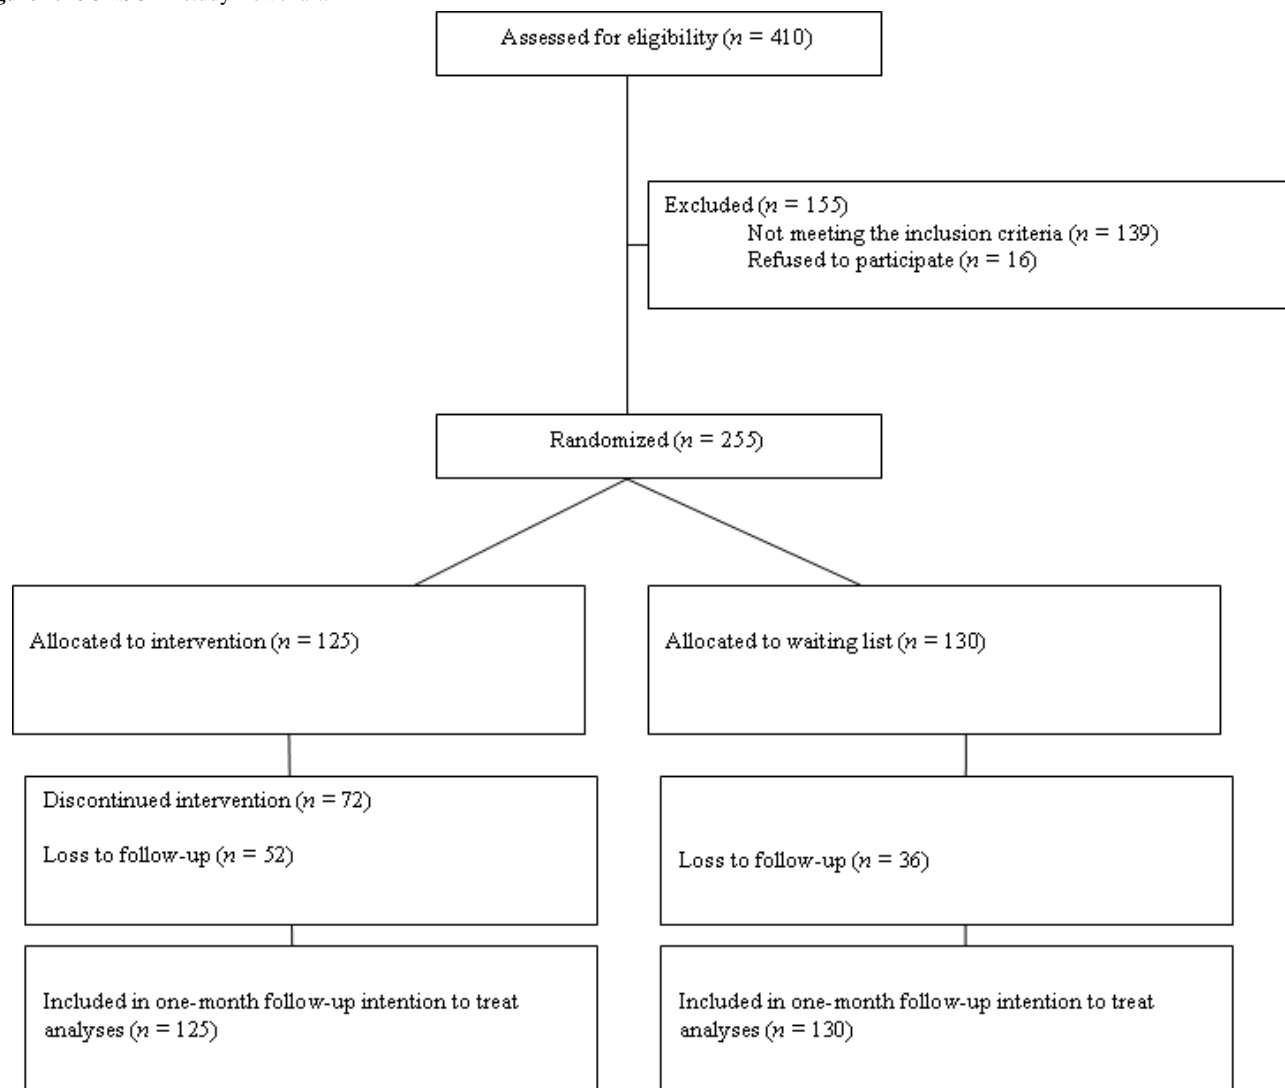 Assessed for eligibility (n = 410)
Excluded (n = 155)
Not meeting the inclusion criteria (n = 139)
Refused to participate (n = 16)
Randomized (n = 255)
Allocated to intervention (n = 125)
Allocated to waiting list (n = 130)
Discontinued intervention (n = 72)
Loss to follow-up (n = 52)
Loss to follow-up (n = 36)
Included in one-month follow-up intention to treat
analyses (n = 125)
Included in one-month follow-up intention to treat
analyses (n = 130)